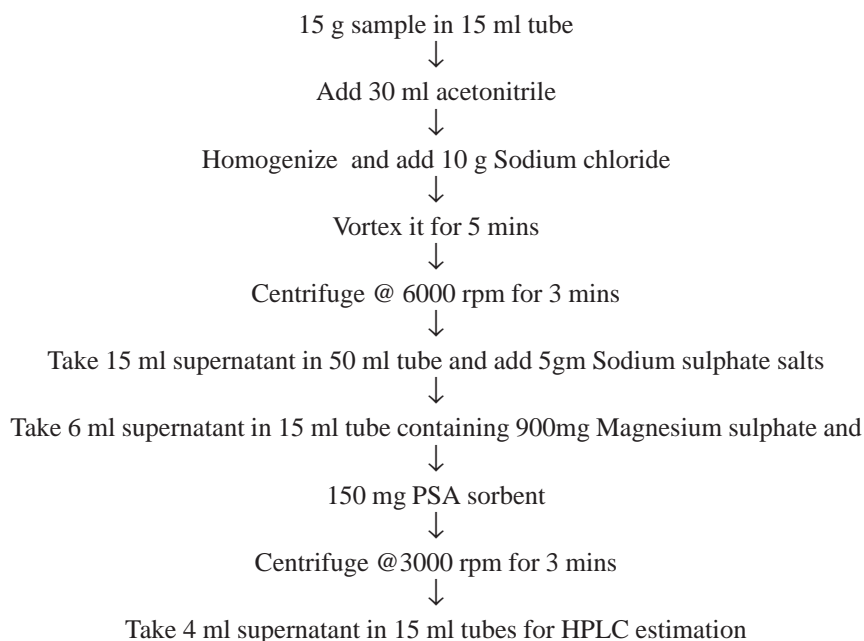 15 g sample in 15 ml tube
↓
Add 30 ml acetonitrile
↓
Homogenize and add 10 g Sodium chloride
↓
Vortex it for 5 mins
↓
Centrifuge @ 6000 rpm for 3 mins
↓
Take 15 ml supernatant in 50 ml tube and add 5gm Sodium sulphate salts
↓
Take 6 ml supernatant in 15 ml tube containing 900mg Magnesium sulphate and
↓
150 mg PSA sorbent
↓
Centrifuge @3000 rpm for 3 mins
↓
Take 4 ml supernatant in 15 ml tubes for HPLC estimation